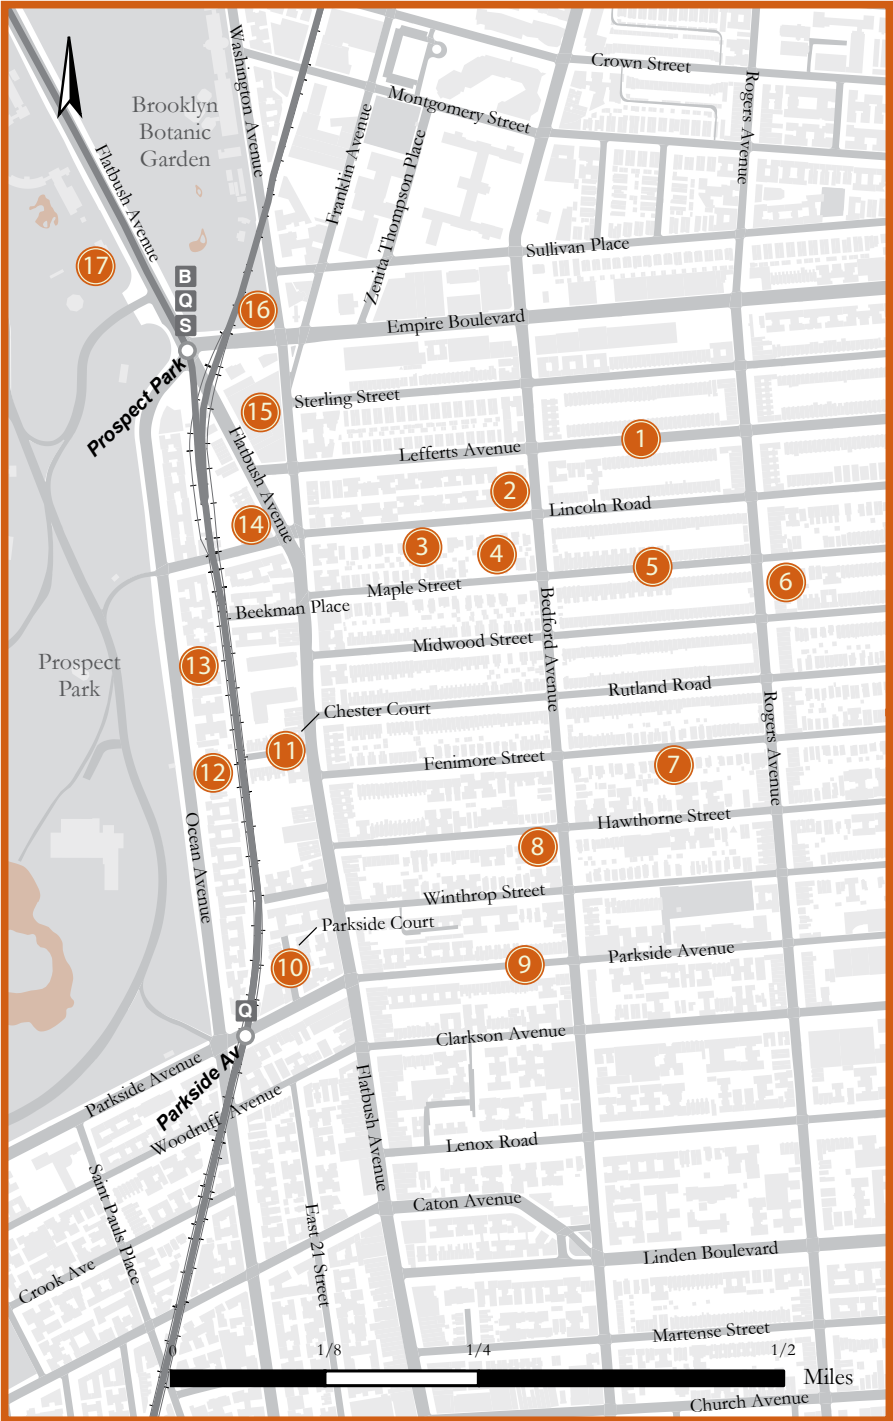 Washington Avenue
Crown Street
Rogers Avenue
Montgomery Street
Brooklyn
Botanic
Garden
Franklin Avenue
Zenita Thompson Place
Flatbush Avenue
Sullivan Place
17
B
Q
S
16
Empire Boulevard
Prospect Park
Sterling Street
15
Flatbush Avenue
Lefferts Avenue
1
2
Lincoln Road
14
3
4
5
6
Maple Street
Beekman Place
Bedford Avenue
Midwood Street
Prospect
Park
13
Rutland Road
Rogers Avenue
Chester Court
11
12
Fenimore Street
7
Ocean Avenue
Hawthorne Street
8
Winthrop Street
Parkside Court
10
9
Parkside Avenue
Q
Parkside Av
Clarkson Avenue
Parkside Avenue
Woodruff Avenue
Flatbush Avenue
Lenox Road
Saint Pauls Place
East 21 Street
Caton Avenue
Crook Ave
Linden Boulevard
Martense Street
0 1/8 1/4 1/2
Miles
Church Avenue